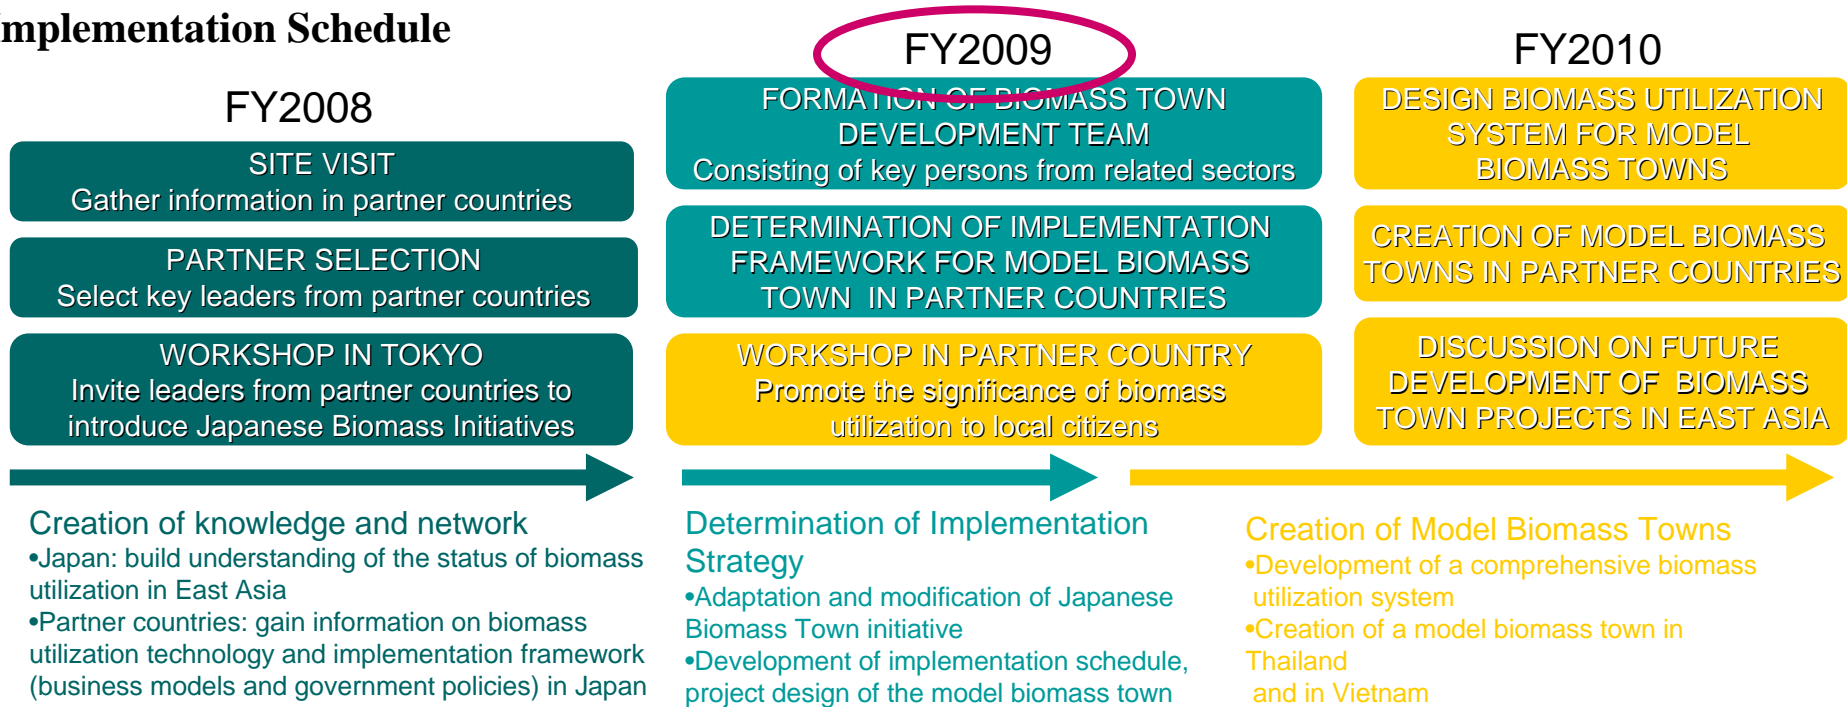 mplementation Schedule
FY2008
SITE VISIT
Gather information in partner countries
PARTNER SELECTION
Select key leaders from partner countries
WORKSHOP IN TOKYO
Invite leaders from partner countries to
introduce Japanese Biomass Initiatives
Creation of knowledge and network
•Japan: build understanding of the status of biomass
utilization in East Asia
•Partner countries: gain information on biomass
utilization technology and implementation framework
(business models and government policies) in Japan
FY2009
FORMATION OF BIOMASS TOWN
DEVELOPMENT TEAM
Consisting of key persons from related sectors
DETERMINATION OF IMPLEMENTATION
FRAMEWORK FOR MODEL BIOMASS
TOWN IN PARTNER COUNTRIES
WORKSHOP IN PARTNER COUNTRY
Promote the significance of biomass
utilization to local citizens
Determination of Implementation
Strategy
•Adaptation and modification of Japanese
Biomass Town initiative
•Development of implementation schedule,
project design of the model biomass town
FY2010
DESIGN BIOMASS UTILIZATION
SYSTEM FOR MODEL
BIOMASS TOWNS
CREATION OF MODEL BIOMASS
TOWNS IN PARTNER COUNTRIES
DISCUSSION ON FUTURE
DEVELOPMENT OF BIOMASS
TOWN PROJECTS IN EAST ASIA
Creation of Model Biomass Towns
•Development of a comprehensive biomass
utilization system
•Creation of a model biomass town in
Thailand
and in Vietnam